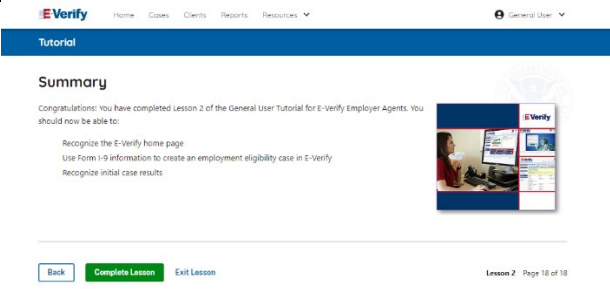 E-Verify Home Cases Clients Reports Resources General User
Tutorial
Summary
Congratulations! You have completed Lesson 2 of the General User Tutorial for E-Verify Employer Agents. You
should now be able to:
Recognize the E-Verify home page
Use Form I-9 information to create an employment eligibility case in E-Verify
Recognize initial case results
E-Verify
Back Complete Lesson Exit Lesson Lesson 2 Page 18 of 18